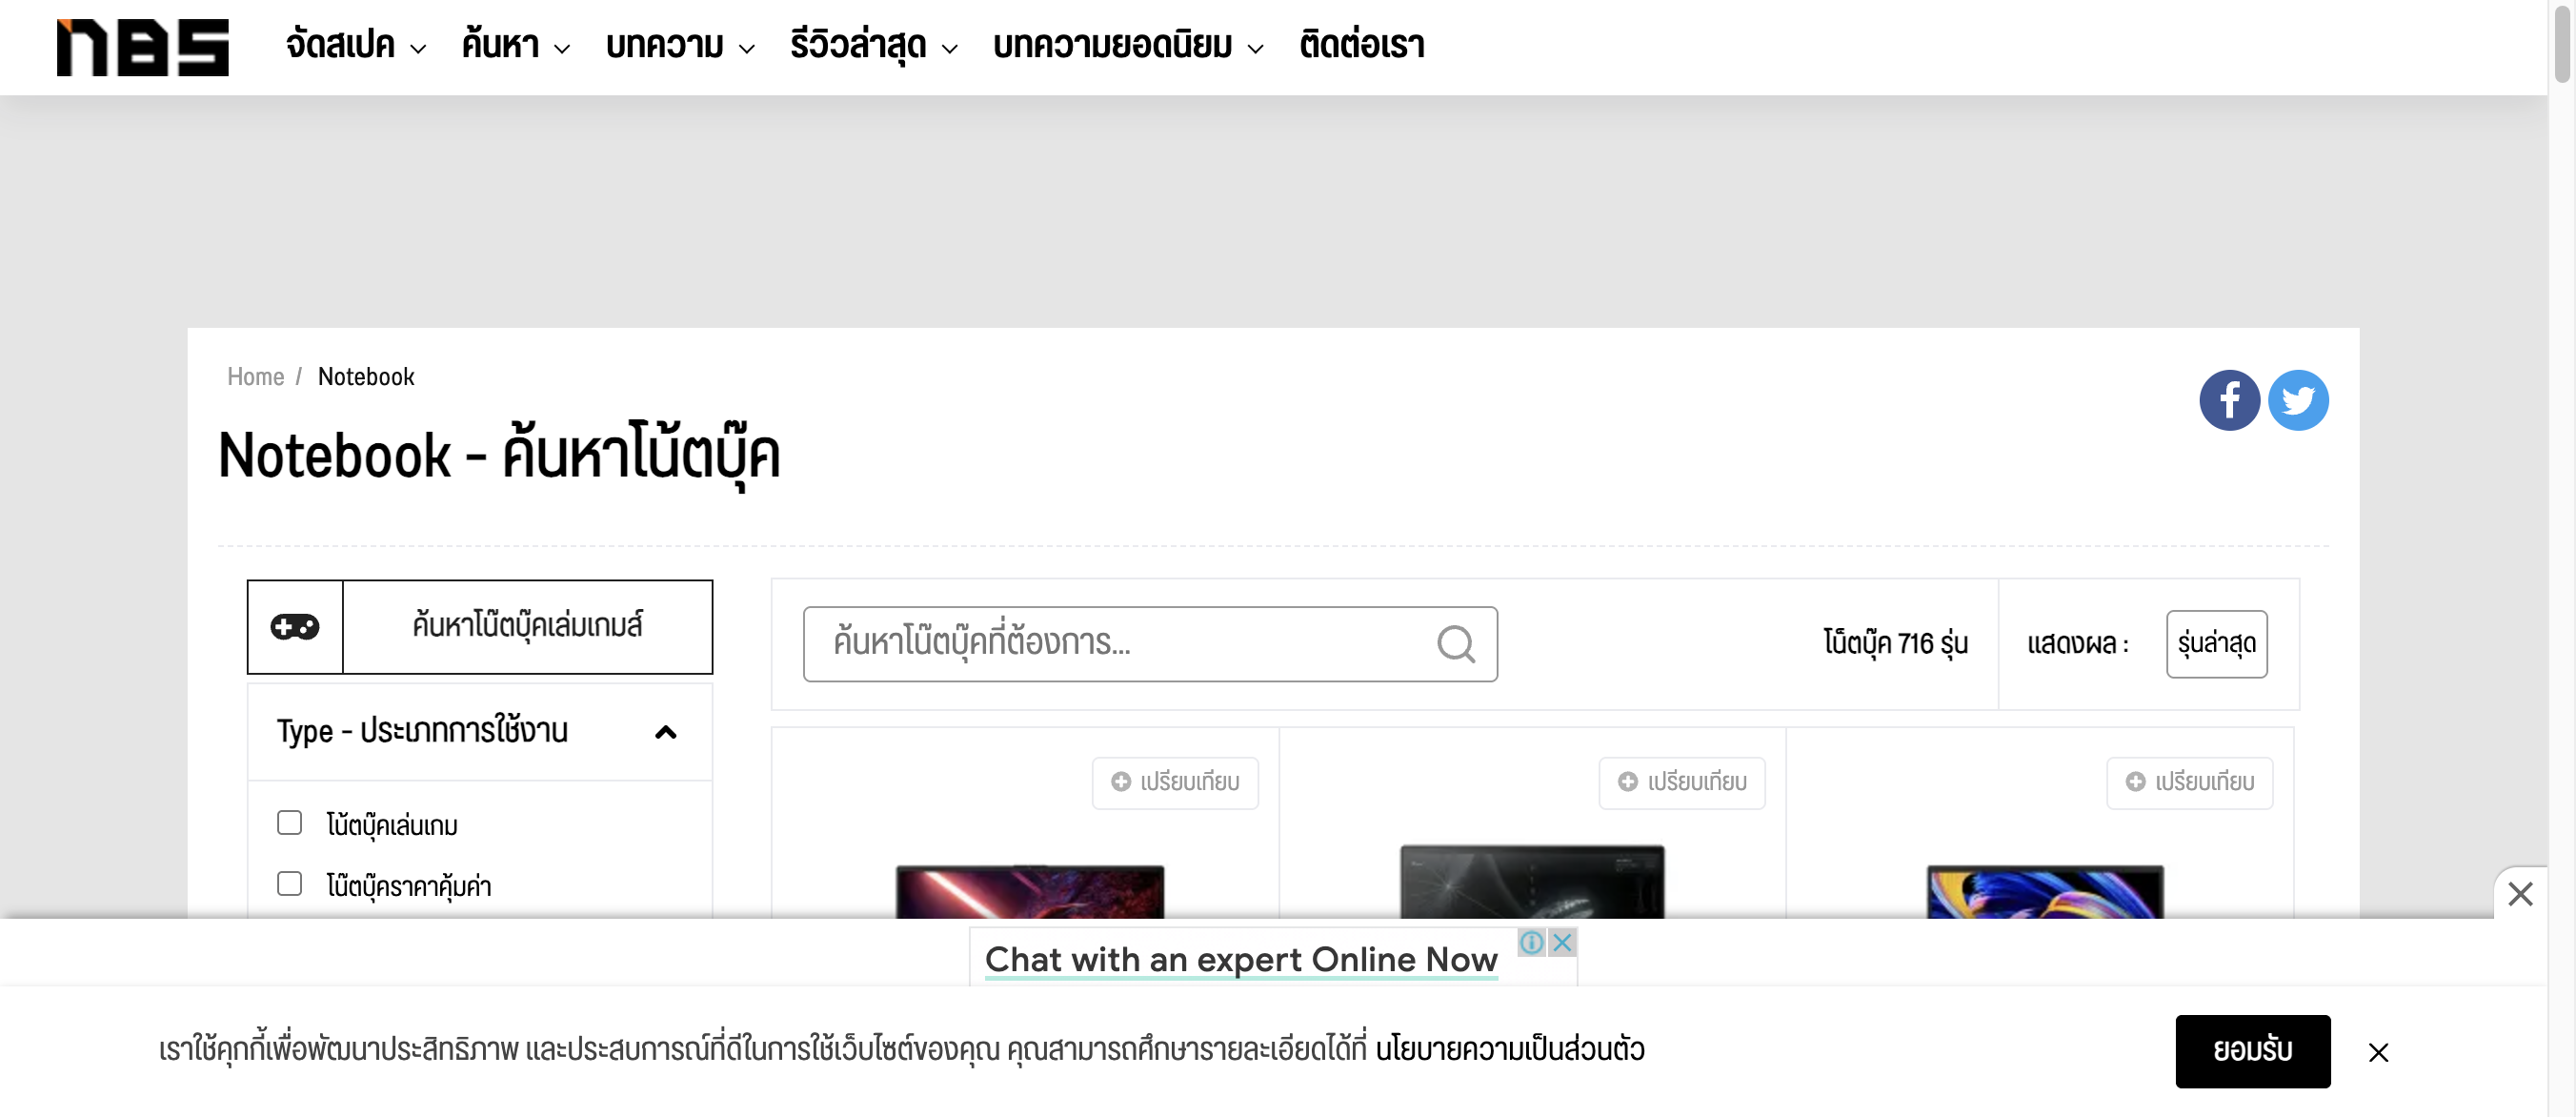 nbs
จัดสเปค ค้นหา บทความ รีวิวล่าสุด บทความยอดนิยม ติดต่อเรา
Home / Notebook
Notebook - ค้นหาโน้ตบุ๊ค
ค้นหาโน๊ตบุ๊คเล่มเกมส์
ค้นหาโน๊ตบุ๊คที่ต้องการ...
โน็ตบุ๊ค 716 รุ่น
แสดงผล :
รุ่นล่าสุด
Type - ประเภทการใช้งาน
เปรียบเทียบ
เปรียบเทียบ
เปรียบเทียบ
โน้ตบุ๊คเล่นเกม
โน๊ตบุ๊คราคาคุ้มค่า
Chat with an expert Online Now
เราใช้คุกกี้เพื่อพัฒนาประสิทธิภาพ และประสบการณ์ที่ดีในการใช้เว็บไซต์ของคุณ คุณสามารถศึกษารายละเอียดได้ที่ นโยบายความเป็นส่วนตัว
ยอมรับ